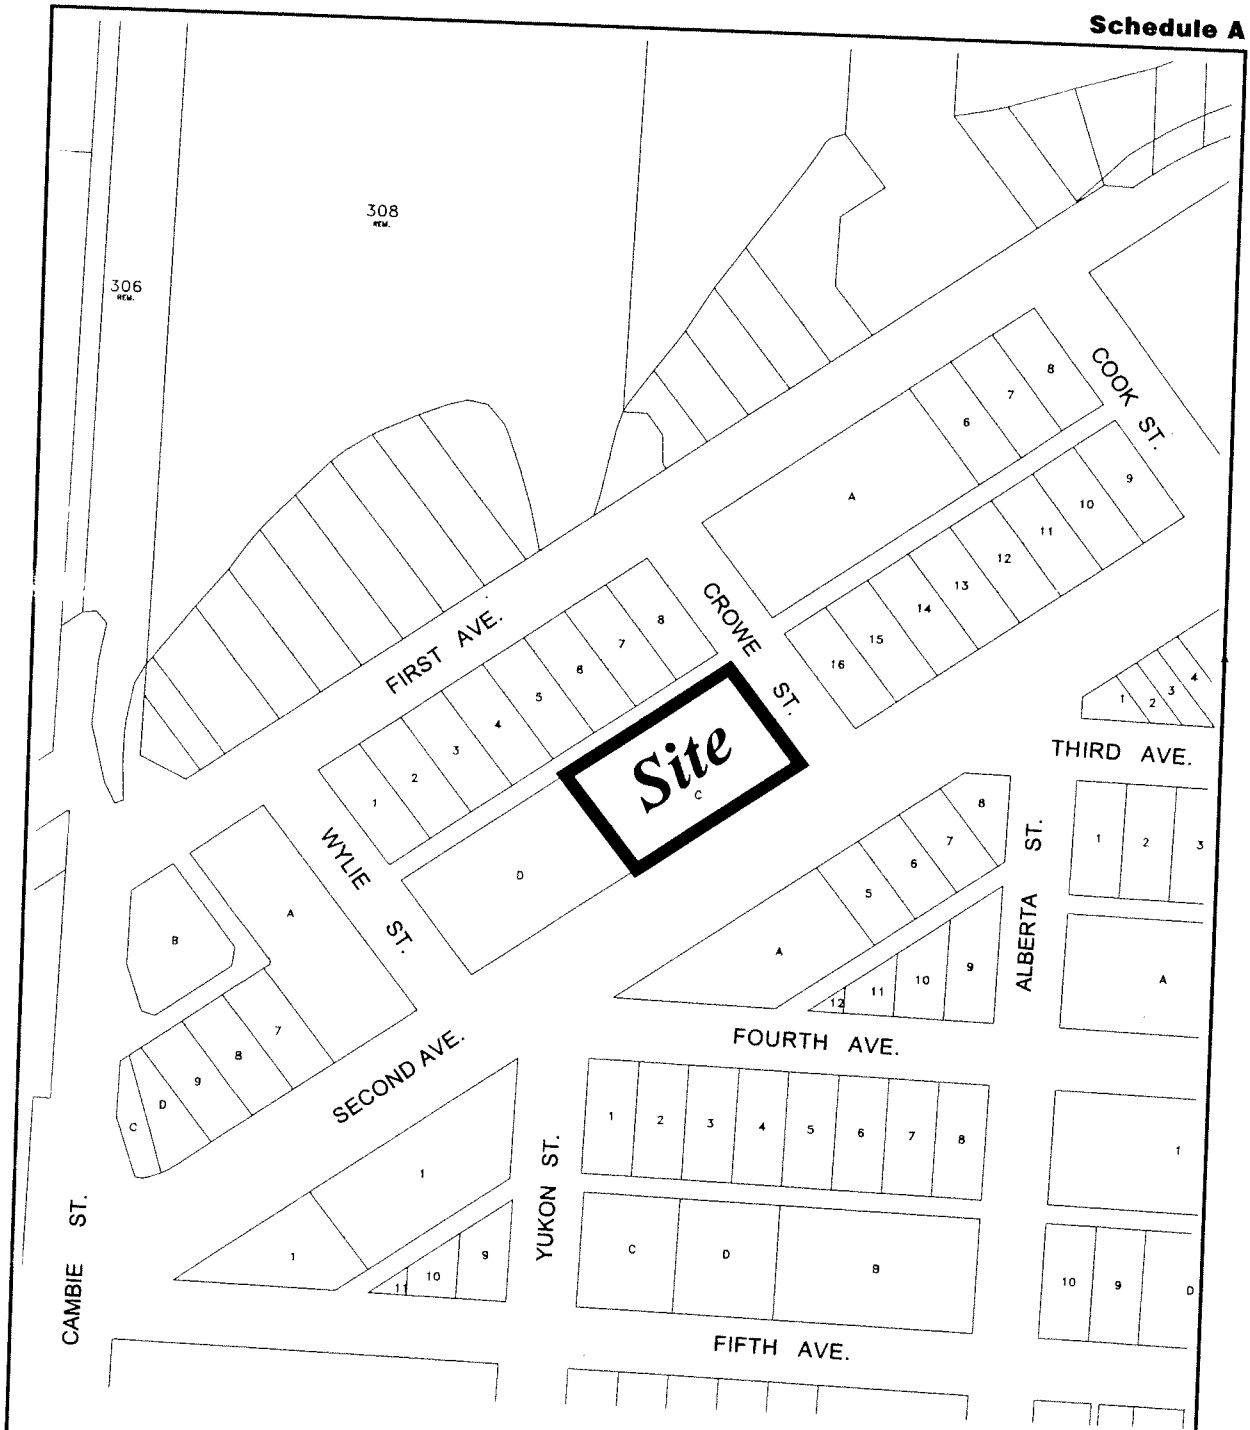 Schedule A
308
REM.
306
REM.
COOK ST.
8
7
6
A
9
10
11
12
13
14
15
16
CROWE ST.
FIRST AVE.
8
7
6
5
4
3
2
1
Site
C
D
WYLIE ST.
A
B
7
8
9
D
C
SECOND AVE.
1 2 3 4
THIRD AVE.
1 2 3
ALBERTA ST.
8
7
6
5
A
9
10
11
12
A
FOURTH AVE.
1 2 3 4 5 6 7 8
1
1
1
9
10
11
YUKON ST.
CAMBIE ST.
C D B
10 9 D
FIFTH AVE.